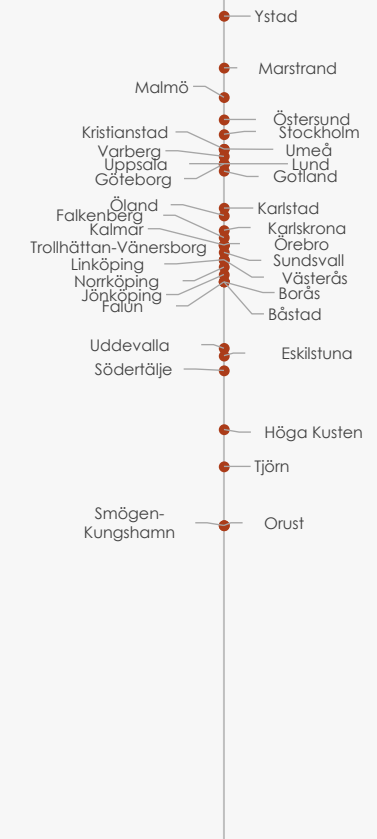 Ystad
Marstrand
Malmö
Östersund
Stockholm
Kristianstad
Umeå
Varberg
Uppsala
Lund
Göteborg
Gotland
Öland
Karlstad
Falkenberg
Kalmar
Karlskrona
Trollhättan-Vänersborg
Örebro
Linköping
Sundsvall
Norrköping
Västerås
Jönköping
Borås
Falun
Båstad
Uddevalla
Eskilstuna
Södertälje
Höga Kusten
Tjörn
Smögen-
Kungshamn
Orust